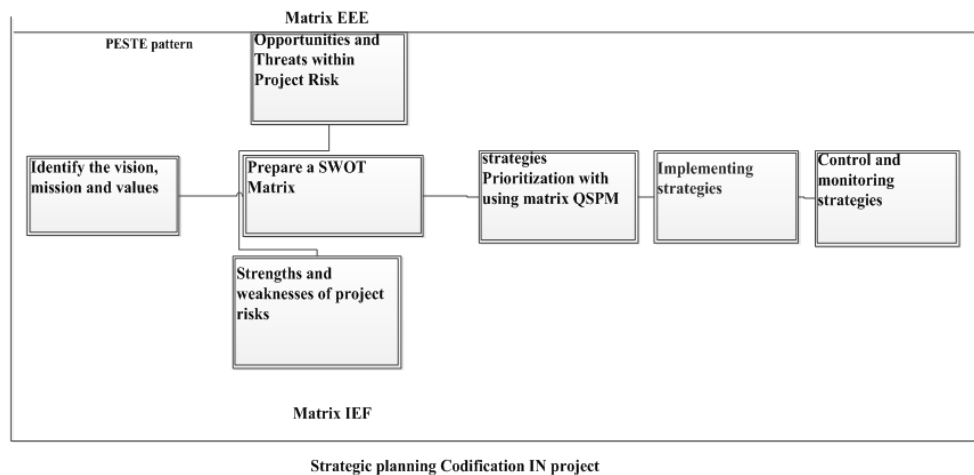 Matrix EEE
PESTE pattern
Opportunities and
Threats within
Project Risk
Identify the vision,
mission and values
Prepare a SWOT
Matrix
strategies
Prioritization with
using matrix QSPM
Implementing
strategies
Control and
monitoring
strategies
Strengths and
weaknesses of project
risks
Matrix IEF
Strategic planning Codification IN project